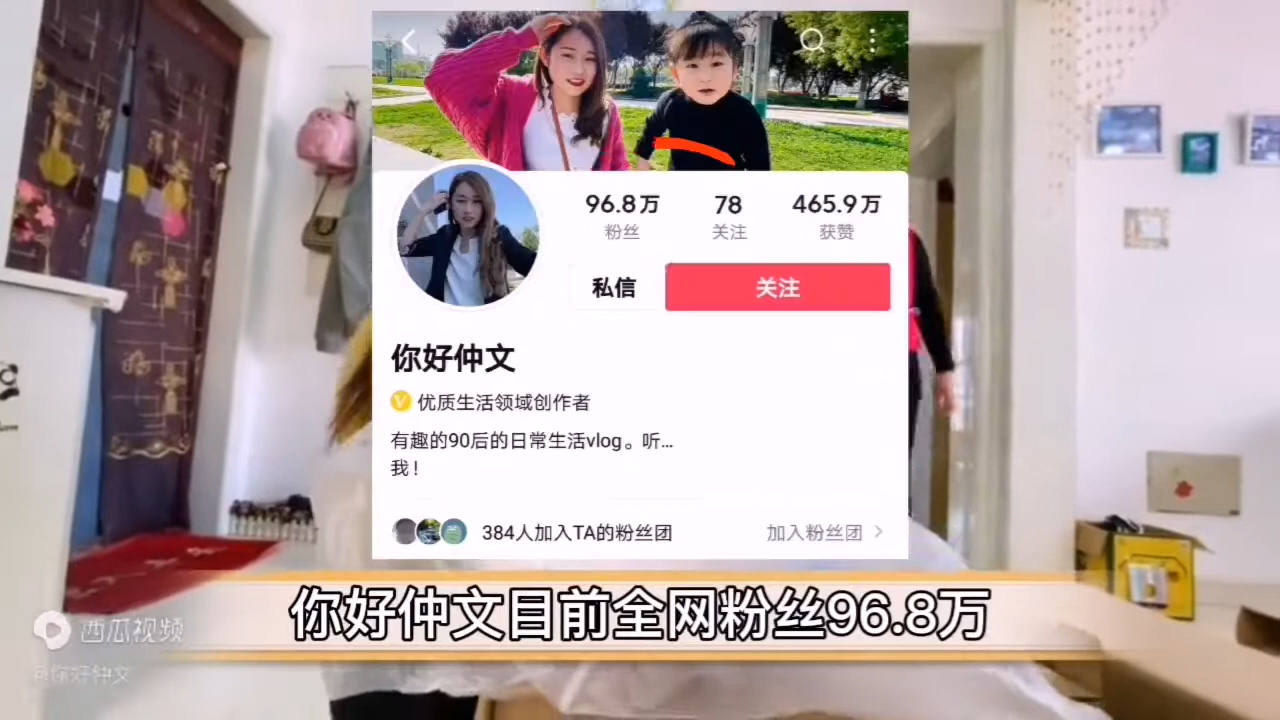 96.8万 78 465.9万
粉丝 关注 获赞
私信 关注
你好仲文
优质生活领域创作者
有趣的90后的日常生活vlog。听...
我！
384人加入TA的粉丝团 加入粉丝团
你好仲文目前全网粉丝96.8万
西瓜视频
@你好仲文